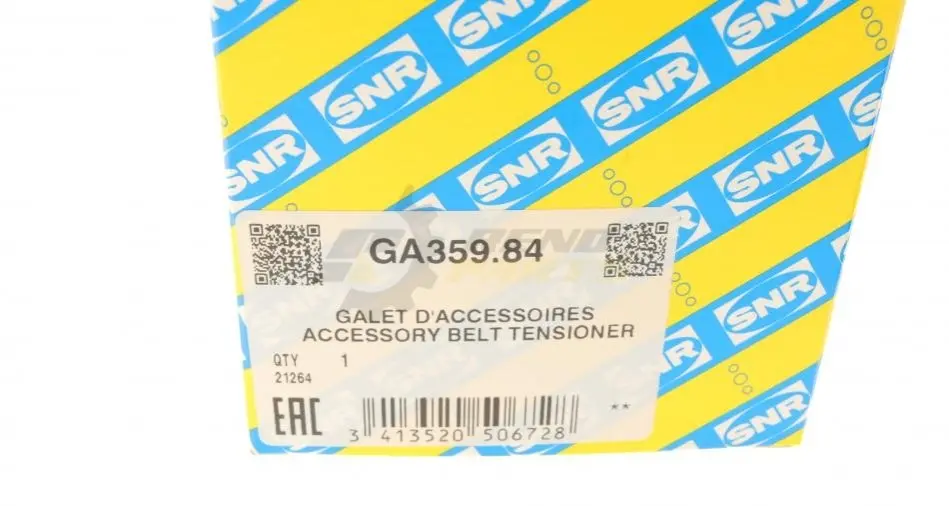 SNR
SNR
SNR
SNR
SNR
SNR
SNR
GA359.84
GALET D'ACCESSOIRES
ACCESSORY BELT TENSIONER
QTY 1
21264
EAC
**
3 413520 506728
SNR
SNR